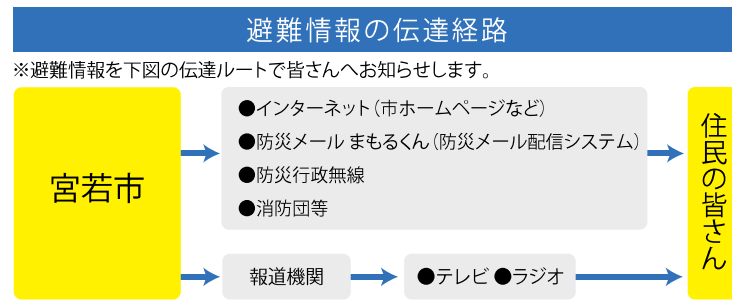 避難情報の伝達経路
※避難情報を下図の伝達ルートで皆さんへお知らせします。
宮若市
●インターネット（市ホームページなど）
●防災メール まもるくん（防災メール配信システム）
●防災行政無線
●消防団等
報道機関
●テレビ ●ラジオ
住民の皆さん